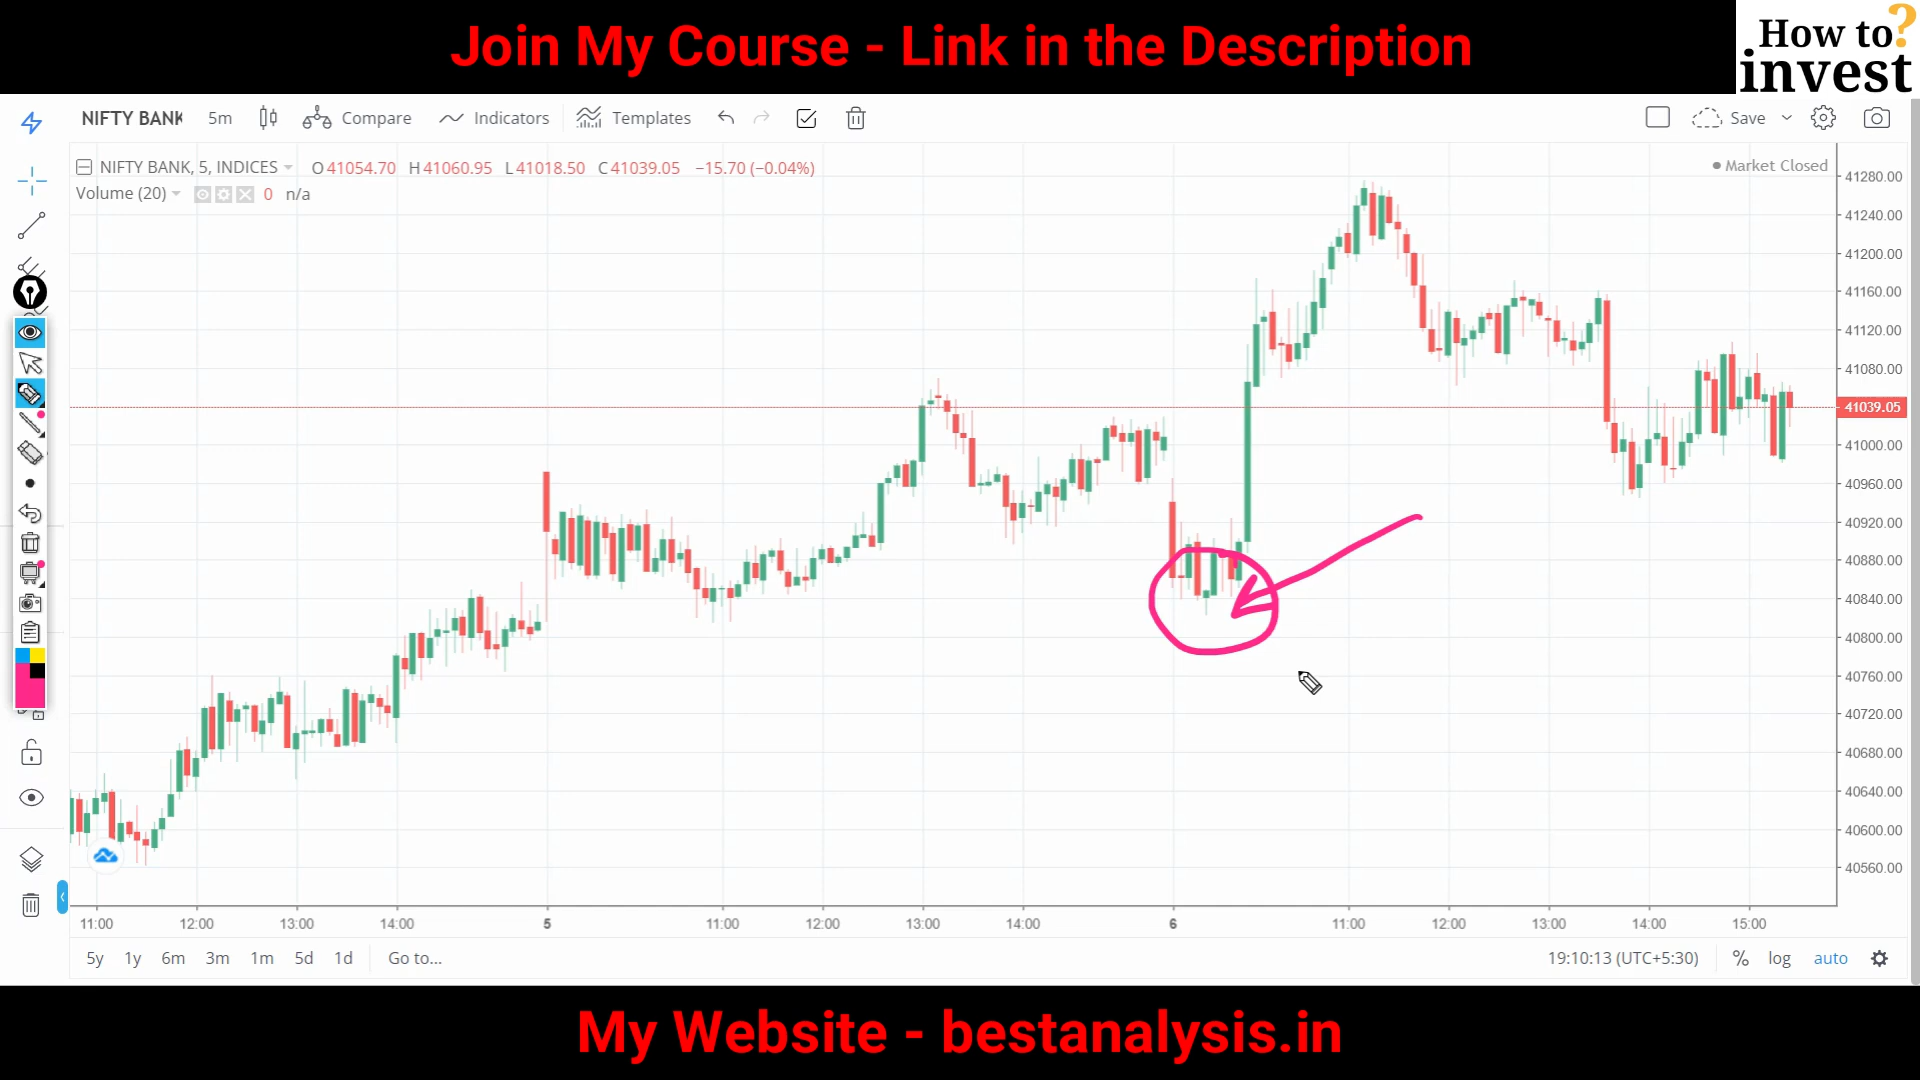 Join My Course - Link in the Description
How to?
invest
NIFTY BANK 5m Compare Indicators Templates Save
NIFTY BANK, 5, INDICES O41054.70 H41060.95 L41018.50 C41039.05 −15.70 (−0.04%) Market Closed
Volume (20) 0 n/a
41280.00
41240.00
41200.00
41160.00
41120.00
41080.00
41039.05
41000.00
40960.00
40920.00
40880.00
40840.00
40800.00
40760.00
40720.00
40680.00
40640.00
40600.00
40560.00
11:00 12:00 13:00 14:00 5 11:00 12:00 13:00 14:00 6 11:00 12:00 13:00 14:00 15:00
5y 1y 6m 3m 1m 5d 1d Go to... 19:10:13 (UTC+5:30) % log auto
My Website - bestanalysis.in